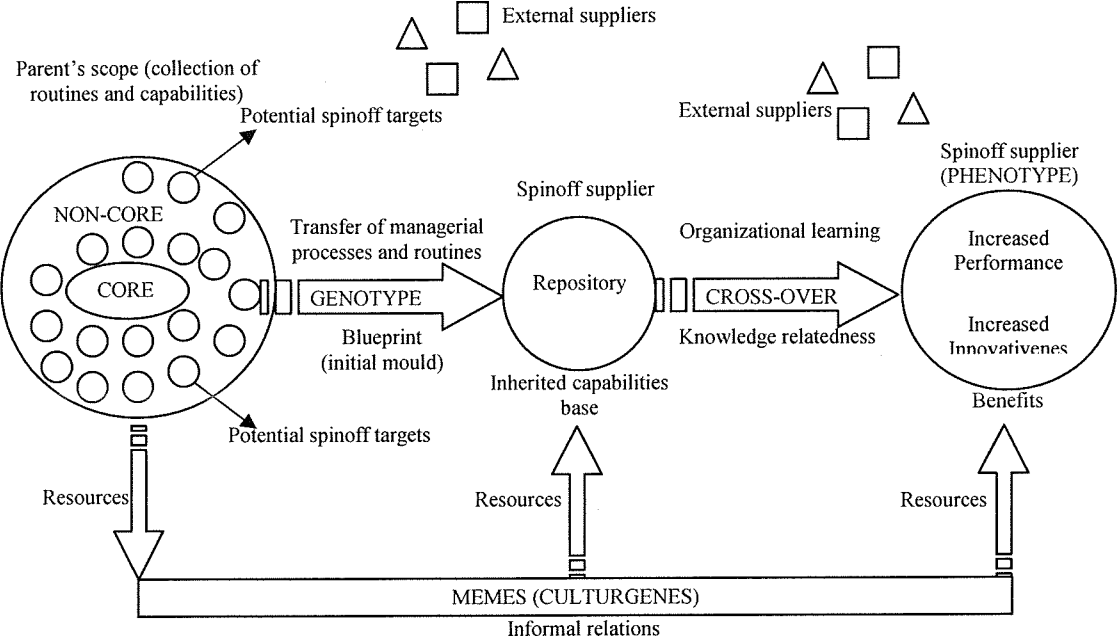 External suppliers
Parent's scope (collection of
routines and capabilities)
Potential spinoff targets
External suppliers
Spinoff supplier
(PHENOTYPE)
NON-CORE
CORE
Transfer of managerial
processes and routines
GENOTYPE
Blueprint
(initial mould)
Spinoff supplier
Repository
Inherited capabilities
base
Organizational learning
CROSS-OVER
Knowledge relatedness
Increased
Performance
Increased
Innovativenes
Benefits
Potential spinoff targets
Resources
Resources
Resources
MEMES (CULTURGENES)
Informal relations